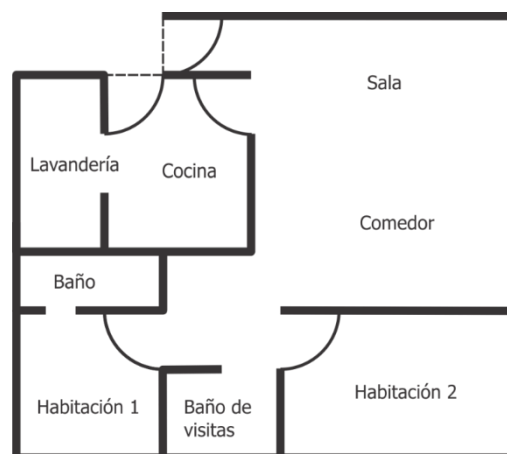 Sala
Lavandería
Cocina
Comedor
Baño
Habitación 1
Baño de
visitas
Habitación 2